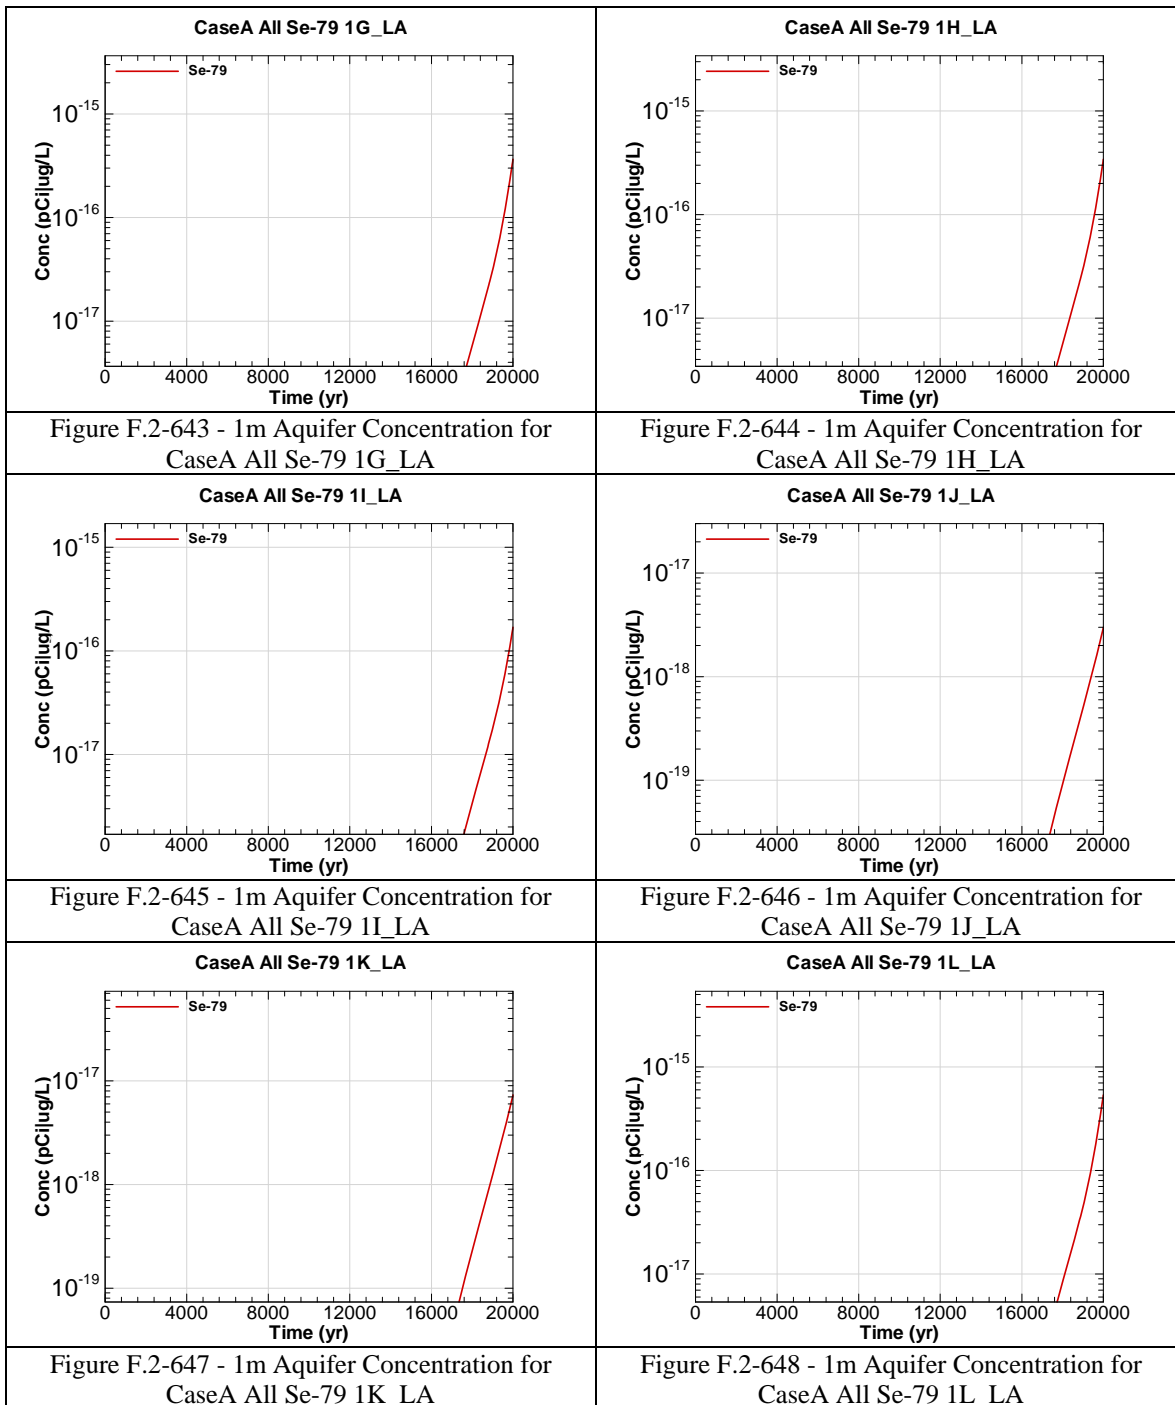 CaseA All Se-79 1G_LA
Se-79
10-15
10-16
10-17
Conc (pCi|ug/L)
0 4000 8000 12000 16000 20000
Time (yr)
Figure F.2-643 - 1m Aquifer Concentration for
CaseA All Se-79 1G_LA
CaseA All Se-79 1H_LA
Se-79
10-15
10-16
10-17
Conc (pCi|ug/L)
0 4000 8000 12000 16000 20000
Time (yr)
Figure F.2-644 - 1m Aquifer Concentration for
CaseA All Se-79 1H_LA
CaseA All Se-79 1I_LA
Se-79
10-15
10-16
10-17
Conc (pCi|ug/L)
0 4000 8000 12000 16000 20000
Time (yr)
Figure F.2-645 - 1m Aquifer Concentration for
CaseA All Se-79 1I_LA
CaseA All Se-79 1J_LA
Se-79
10-17
10-18
10-19
Conc (pCi|ug/L)
0 4000 8000 12000 16000 20000
Time (yr)
Figure F.2-646 - 1m Aquifer Concentration for
CaseA All Se-79 1J_LA
CaseA All Se-79 1K_LA
Se-79
10-17
10-18
10-19
Conc (pCi|ug/L)
0 4000 8000 12000 16000 20000
Time (yr)
Figure F.2-647 - 1m Aquifer Concentration for
CaseA All Se-79 1K_LA
CaseA All Se-79 1L_LA
Se-79
10-15
10-16
10-17
Conc (pCi|ug/L)
0 4000 8000 12000 16000 20000
Time (yr)
Figure F.2-648 - 1m Aquifer Concentration for
CaseA All Se-79 1L_LA